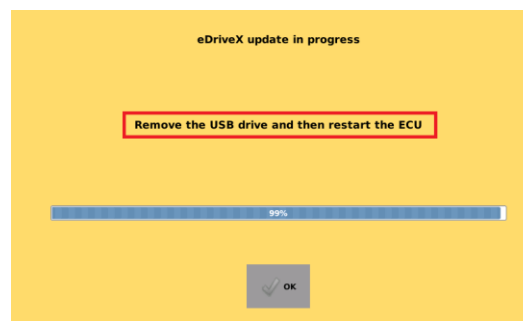 eDriveX update in progress
Remove the USB drive and then restart the ECU
99%
OK